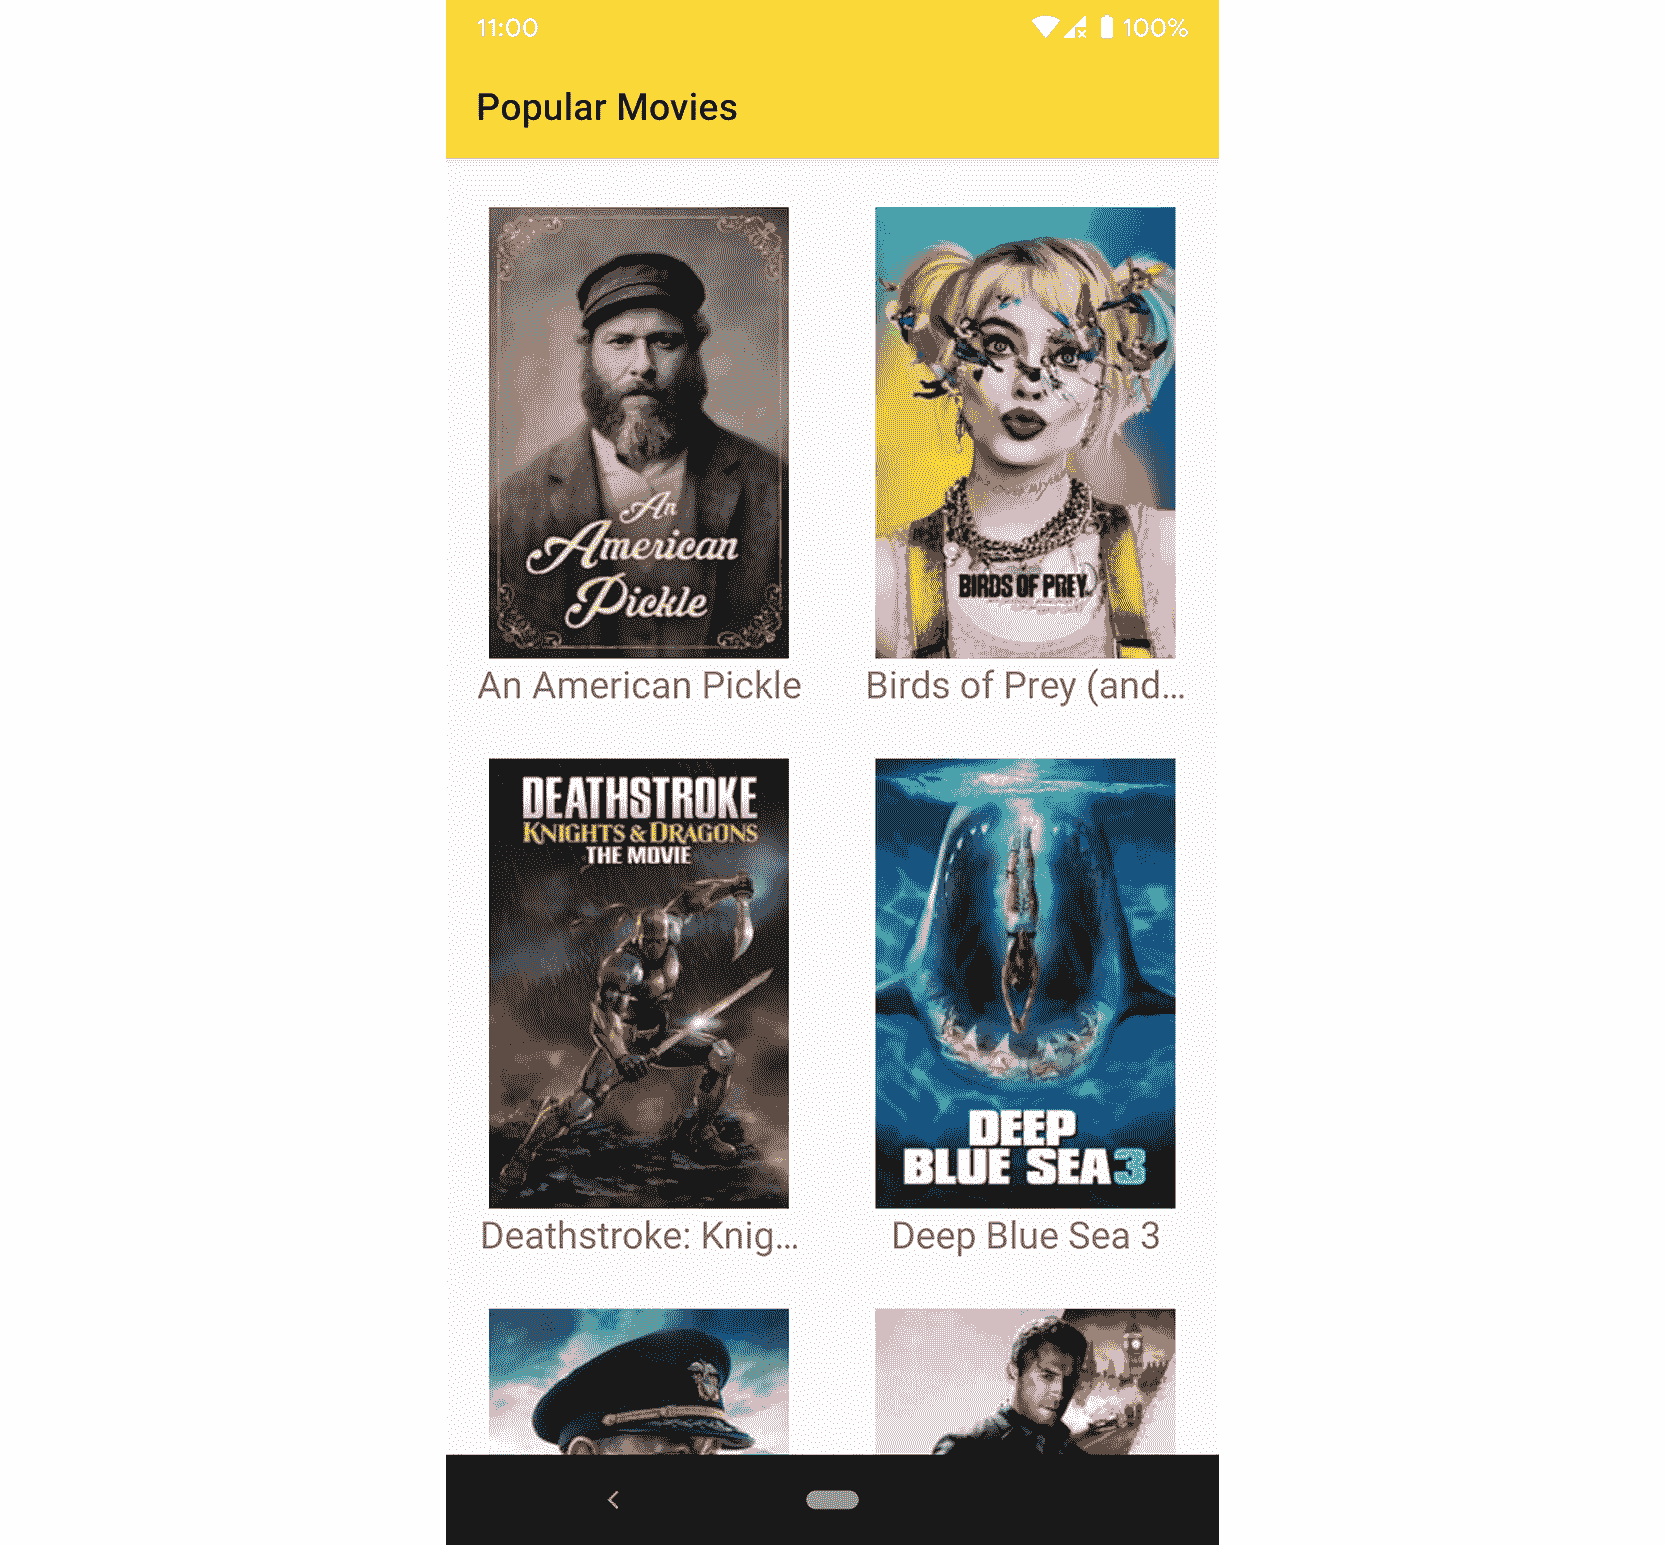 11:00
100%
Popular Movies
An
American
Pickle
BIRDS OF PREY
An American Pickle
Birds of Prey (and...
DEATHSTROKE
KNIGHTS & DRAGONS
THE MOVIE
DEEP
BLUE SEA 3
Deathstroke: Knig...
Deep Blue Sea 3